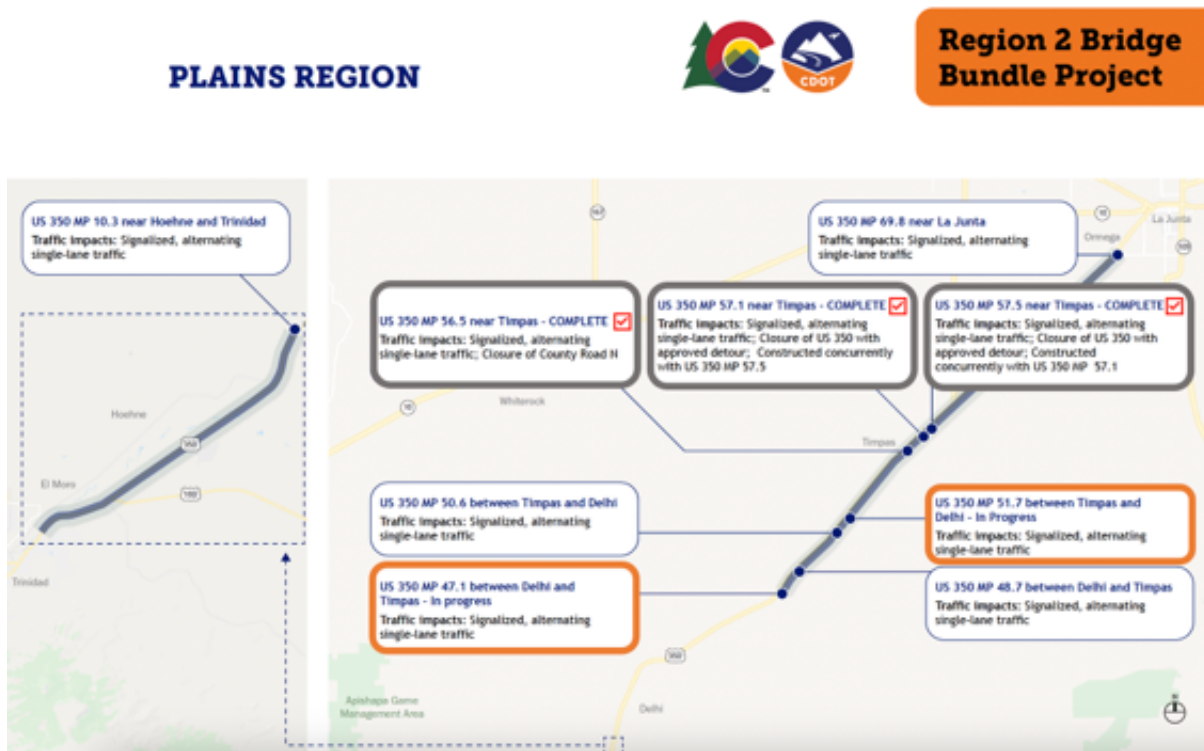 PLAINS REGION
CDOT
Region 2 Bridge
Bundle Project
US 350 MP 10.3 near Hoehne and Trinidad
Traffic Impacts: Signalized, alternating
single-lane traffic
Hoehne
350
El Moro
160
Trinidad
167
US 350 MP 69.8 near La Junta
Traffic Impacts: Signalized, alternating
single-lane traffic
10
La Junta
Ormega
109
US 350 MP 56.5 near Timpas - COMPLETE
Traffic Impacts: Signalized, alternating
single-lane traffic; Closure of County Road N
US 350 MP 57.1 near Timpas - COMPLETE
Traffic Impacts: Signalized, alternating
single-lane traffic; Closure of US 350 with
approved detour; Constructed concurrently
with US 350 MP 57.5
US 350 MP 57.5 near Timpas - COMPLETE
Traffic Impacts: Signalized, alternating
single-lane traffic; Closure of US 350 with
approved detour; Constructed
concurrently with US 350 MP 57.1
10
Whiterock
Timpas
US 350 MP 50.6 between Timpas and Delhi
Traffic Impacts: Signalized, alternating
single-lane traffic
US 350 MP 51.7 between Timpas and
Delhi - In Progress
Traffic Impacts: Signalized, alternating
single-lane traffic
US 350 MP 47.1 between Delhi and
Timpas - In progress
Traffic Impacts: Signalized, alternating
single-lane traffic
US 350 MP 48.7 between Delhi and Timpas
Traffic Impacts: Signalized, alternating
single-lane traffic
350
Apishapa Game
Management Area
Delhi
N